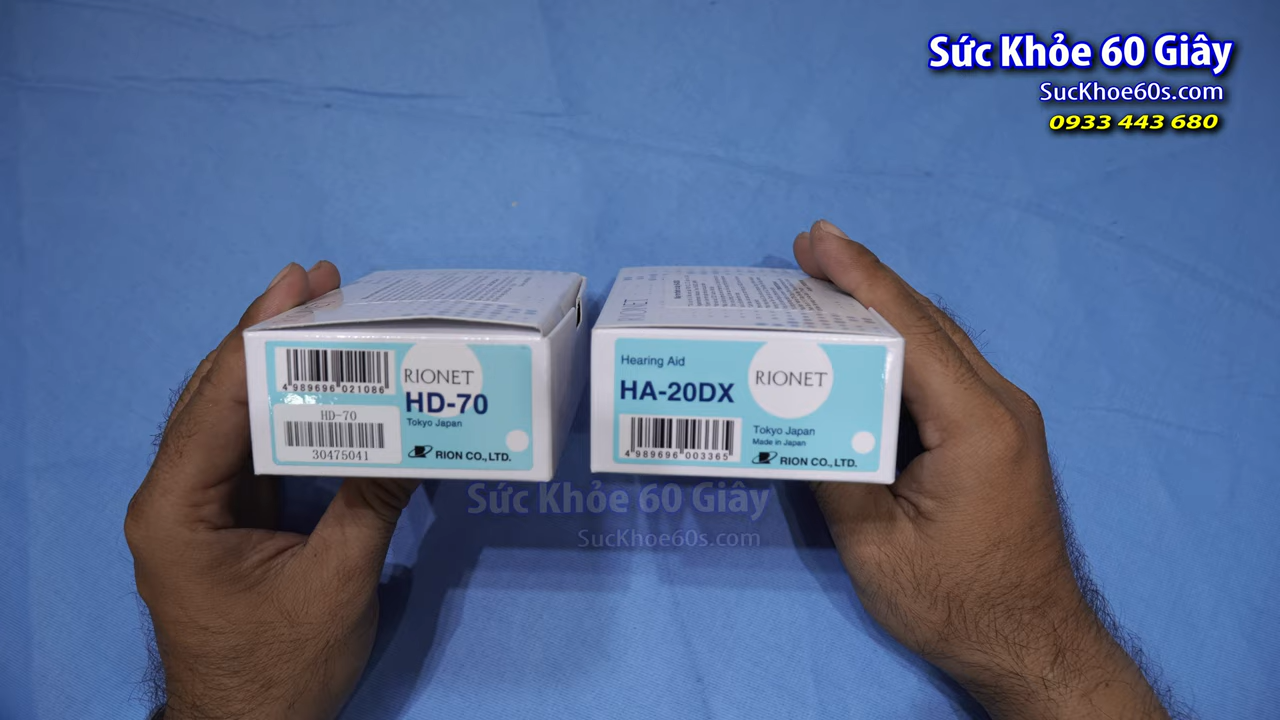 Sức Khỏe 60 Giây
SucKhoe60s.com
0933 443 680
RIONET
4 989696 021086
RIONET
HD-70
Tokyo Japan
HD-70
30475041
RION CO., LTD.
Hearing Aid
HA-20DX
RIONET
4 989696 003365
Tokyo Japan
Made in Japan
RION CO., LTD.
Sức Khỏe 60 Giây
SucKhoe60s.com